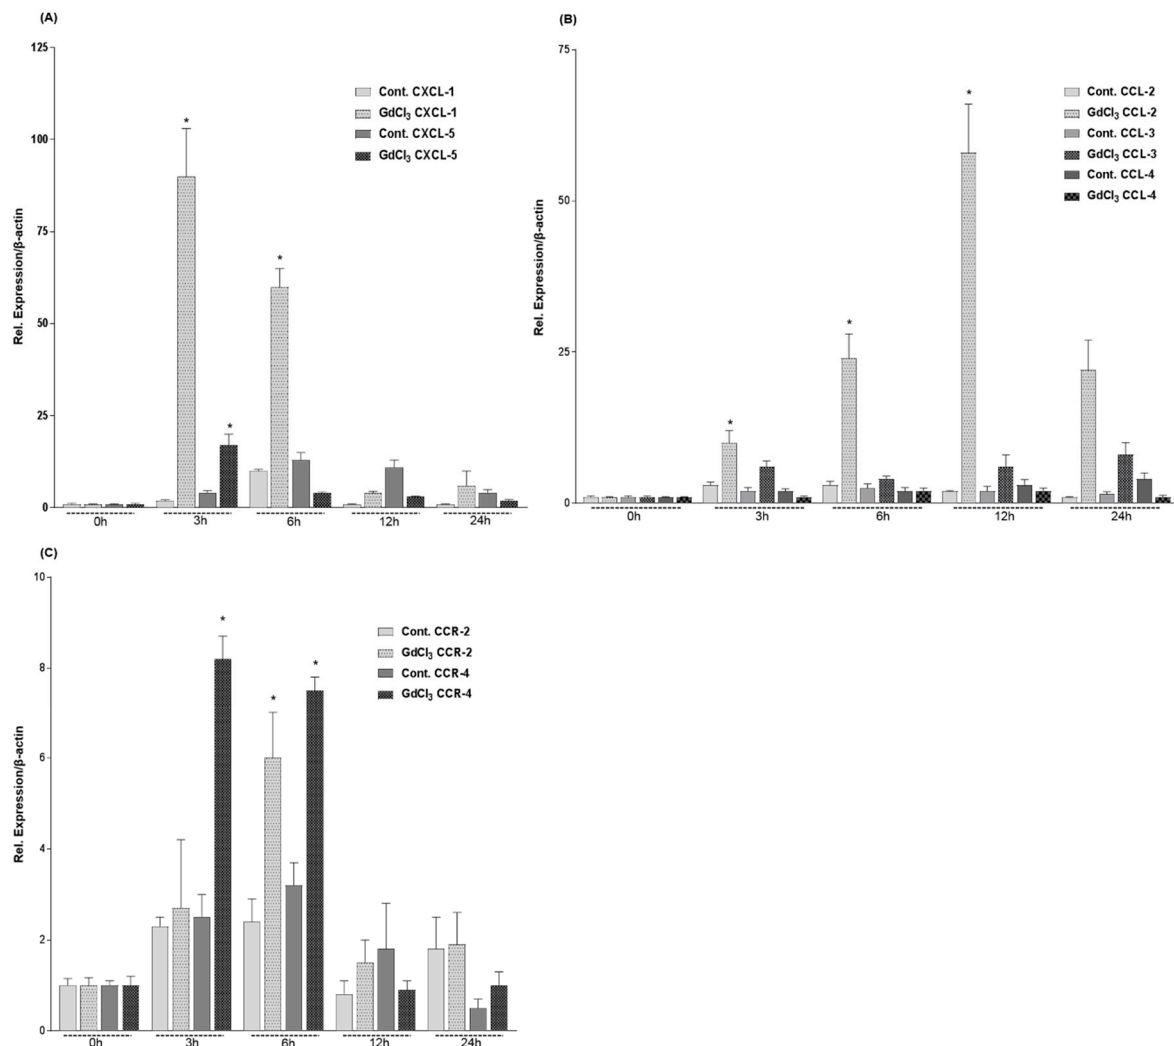 (A)
125
100
75
50
25
0
Rel. Expression/β-actin
Cont. CXCL-1
GdCl₃ CXCL-1
Cont. CXCL-5
GdCl₃ CXCL-5
*
*
*
0h 3h 6h 12h 24h
(B)
75
50
25
0
Rel. Expression/β-actin
Cont. CCL-2
GdCl₃ CCL-2
Cont. CCL-3
GdCl₃ CCL-3
Cont. CCL-4
GdCl₃ CCL-4
*
*
*
0h 3h 6h 12h 24h
(C)
10
8
6
4
2
0
Rel. Expression/β-actin
Cont. CCR-2
GdCl₃ CCR-2
Cont. CCR-4
GdCl₃ CCR-4
*
*
*
0h 3h 6h 12h 24h